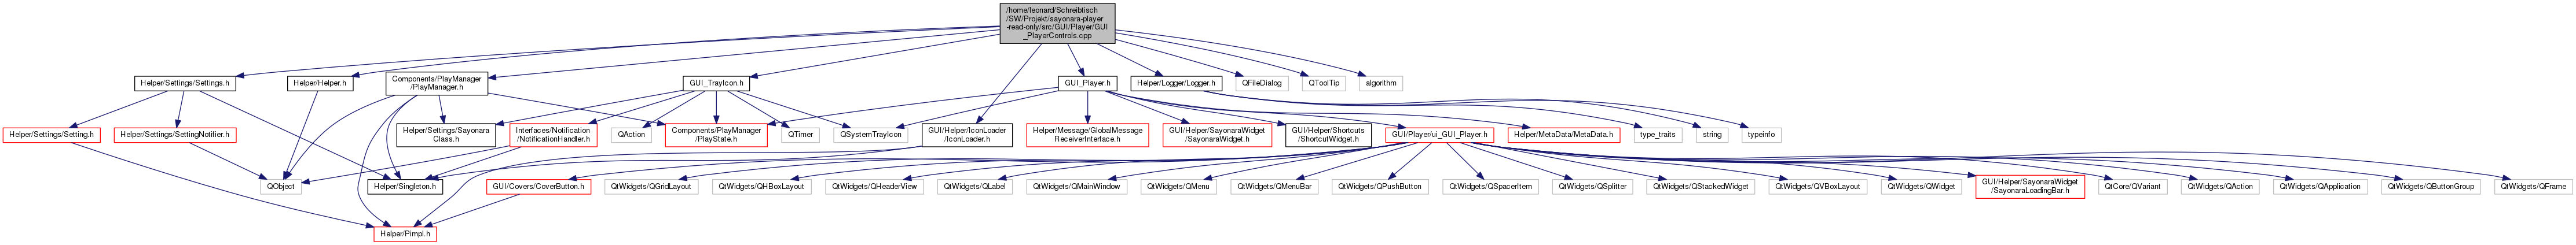 /home/leonard/Schreibtisch
/SW/Projekt/sayonara-player
-read-only/src/GUI/Player/GUI
_PlayerControls.cpp
Helper/Settings/Settings.h
Helper/Helper.h
Components/PlayManager
/PlayManager.h
GUI_TrayIcon.h
GUI_Player.h
Helper/Logger/Logger.h
QFileDialog
QToolTip
algorithm
Helper/Settings/Setting.h
Helper/Settings/SettingNotifier.h
Helper/Settings/Sayonara
Class.h
Interfaces/Notification
/NotificationHandler.h
QAction
Components/PlayManager
/PlayState.h
QTimer
QSystemTrayIcon
GUI/Helper/IconLoader
/IconLoader.h
Helper/Message/GlobalMessage
ReceiverInterface.h
GUI/Helper/SayonaraWidget
/SayonaraWidget.h
GUI/Helper/Shortcuts
/ShortcutWidget.h
GUI/Player/ui_GUI_Player.h
Helper/MetaData/MetaData.h
type_traits
string
typeinfo
QObject
Helper/Singleton.h
GUI/Covers/CoverButton.h
QtWidgets/QGridLayout
QtWidgets/QHBoxLayout
QtWidgets/QHeaderView
QtWidgets/QLabel
QtWidgets/QMainWindow
QtWidgets/QMenu
QtWidgets/QMenuBar
QtWidgets/QPushButton
QtWidgets/QSpacerItem
QtWidgets/QSplitter
QtWidgets/QStackedWidget
QtWidgets/QVBoxLayout
QtWidgets/QWidget
GUI/Helper/SayonaraWidget
/SayonaraLoadingBar.h
QtCore/QVariant
QtWidgets/QAction
QtWidgets/QApplication
QtWidgets/QButtonGroup
QtWidgets/QFrame
Helper/Pimpl.h